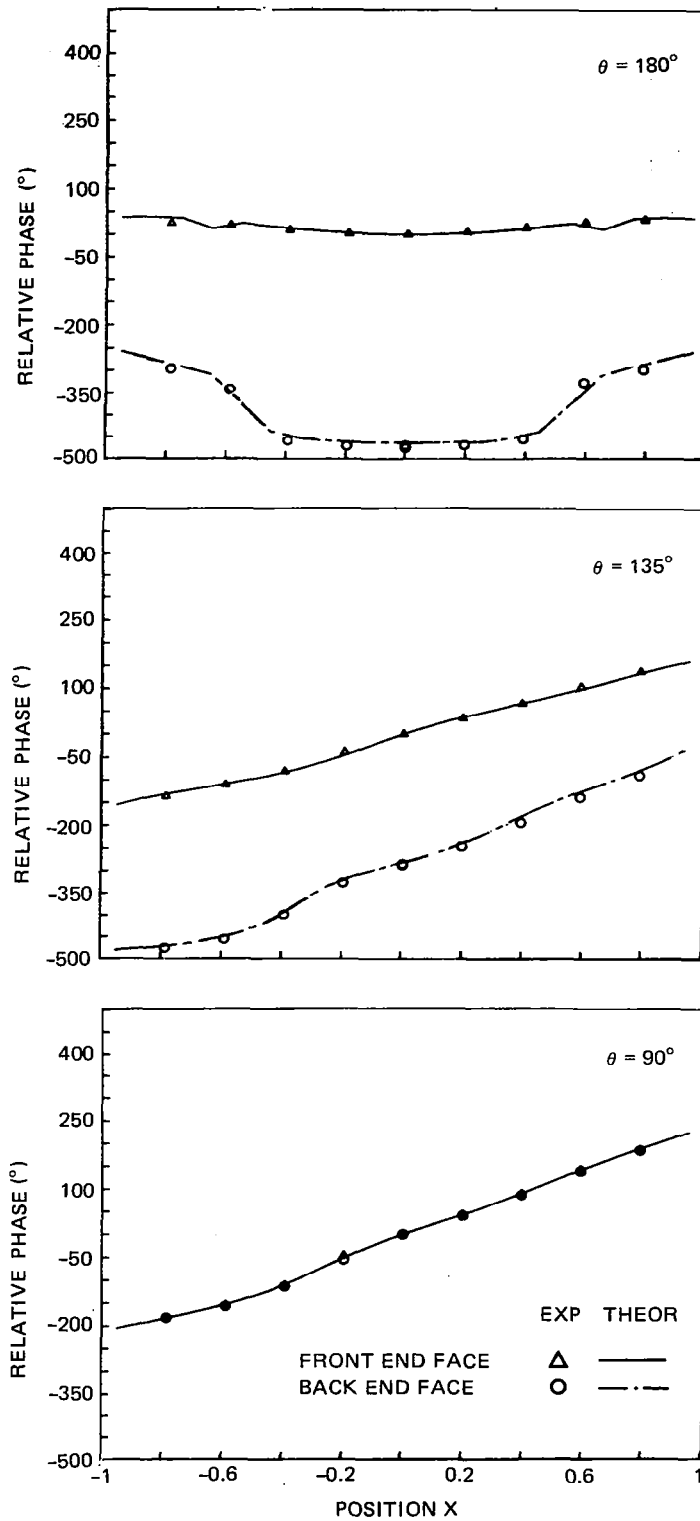 400
250
100
-50
-200
-350
-500
RELATIVE PHASE (°)
θ = 180°
400
250
100
-50
-200
-350
-500
RELATIVE PHASE (°)
θ = 135°
400
250
100
-50
-200
-350
-500
RELATIVE PHASE (°)
θ = 90°
EXP THEOR
FRONT END FACE
BACK END FACE
-1 -0.6 -0.2 0.2 0.6 1
POSITION X